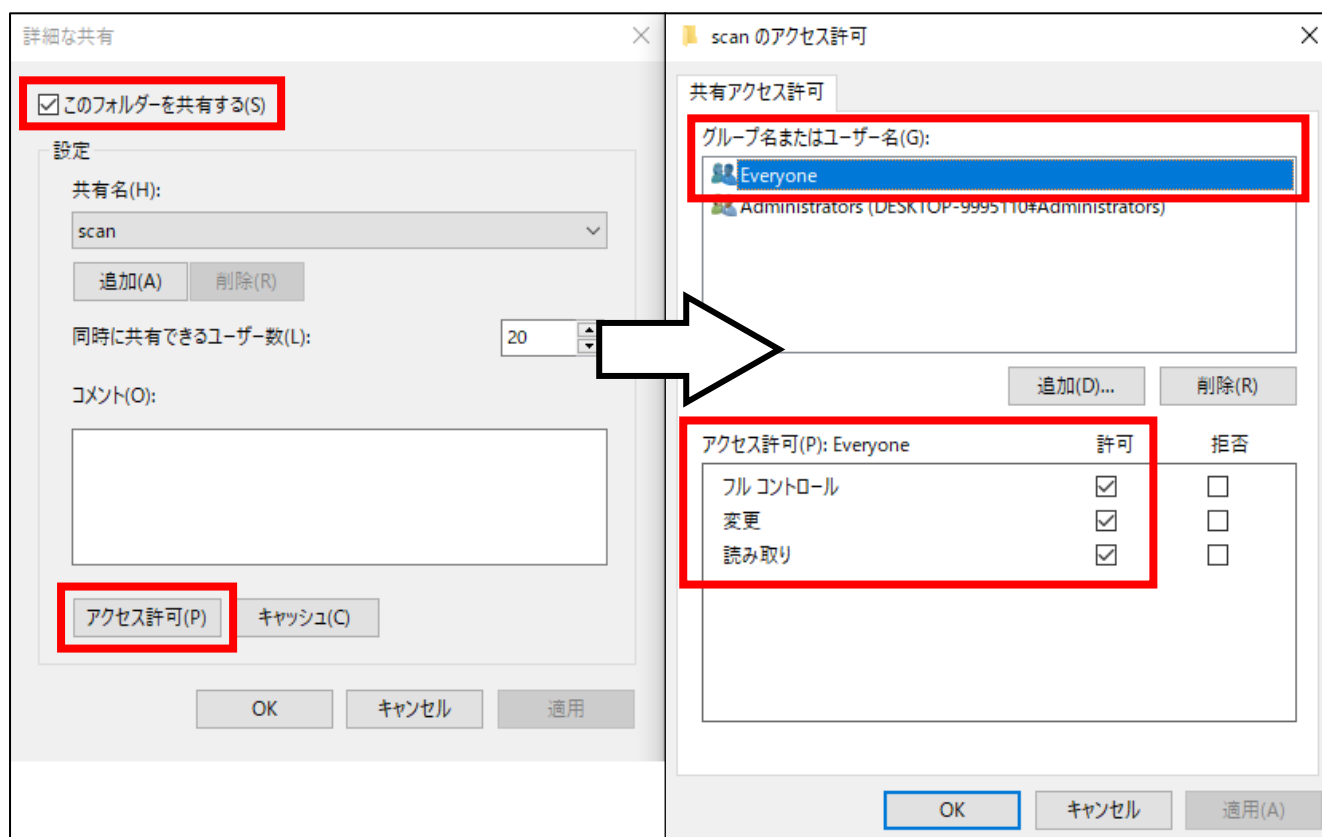 詳細な共有
このフォルダーを共有する(S)
設定
共有名(H):
scan
追加(A)
削除(R)
同時に共有できるユーザー数(L):
20
コメント(O):
アクセス許可(P)
キャッシュ(C)
OK
キャンセル
適用
scan のアクセス許可
共有アクセス許可
グループ名またはユーザー名(G):
Everyone
Administrators (DESKTOP-9995110¥Administrators)
追加(D)...
削除(R)
アクセス許可(P): Everyone 許可 拒否
フル コントロール
変更
読み取り
OK
キャンセル
適用(A)